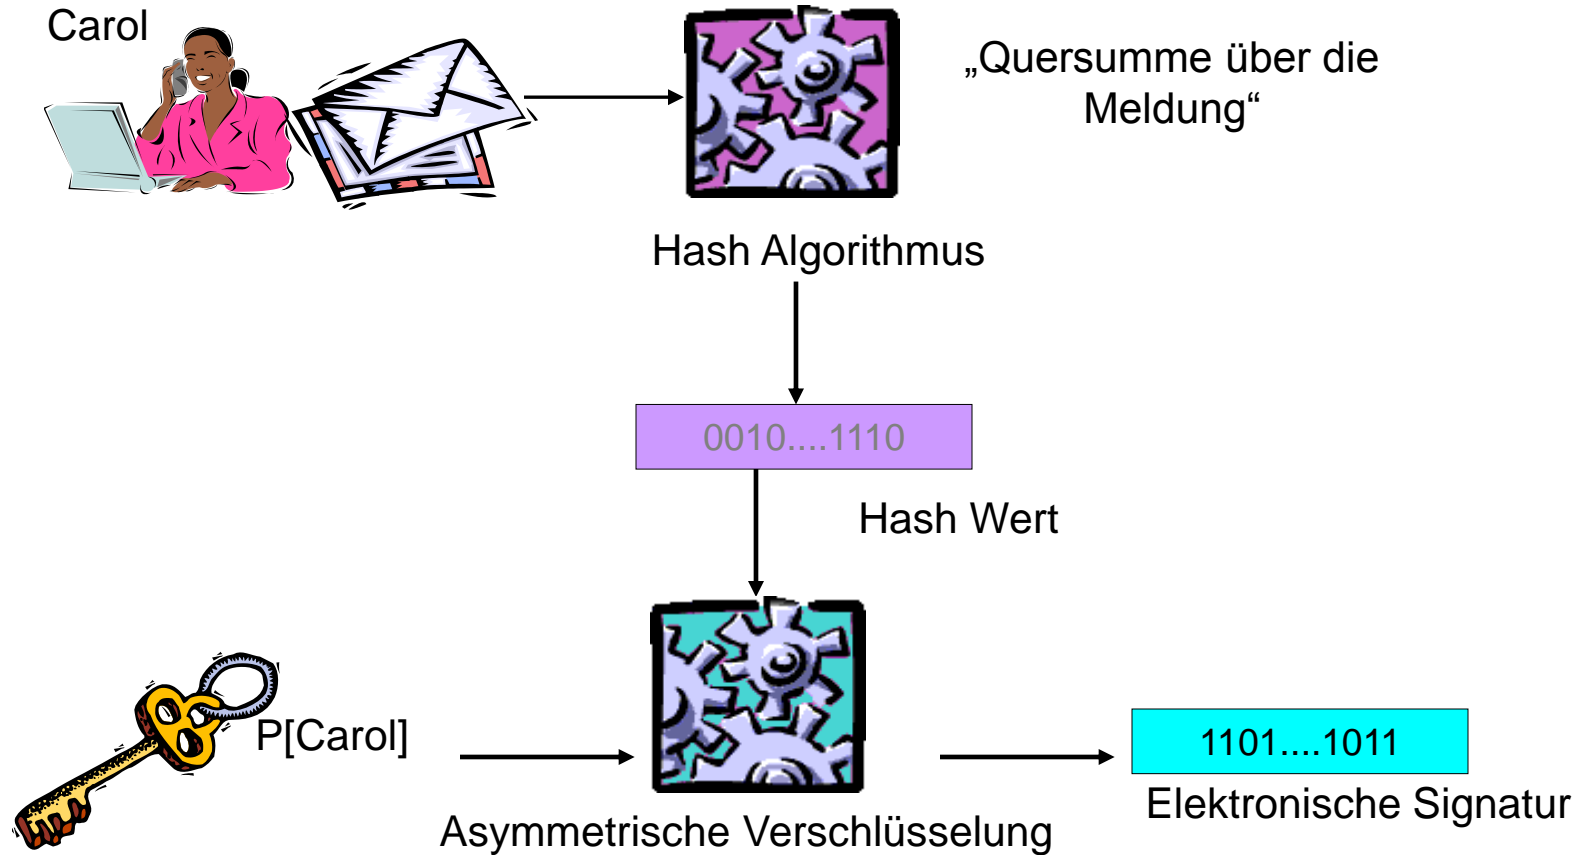 Carol
„Quersumme über die
Meldung“
Hash Algorithmus
0010....1110
Hash Wert
P[Carol]
1101....1011
Elektronische Signatur
Asymmetrische Verschlüsselung